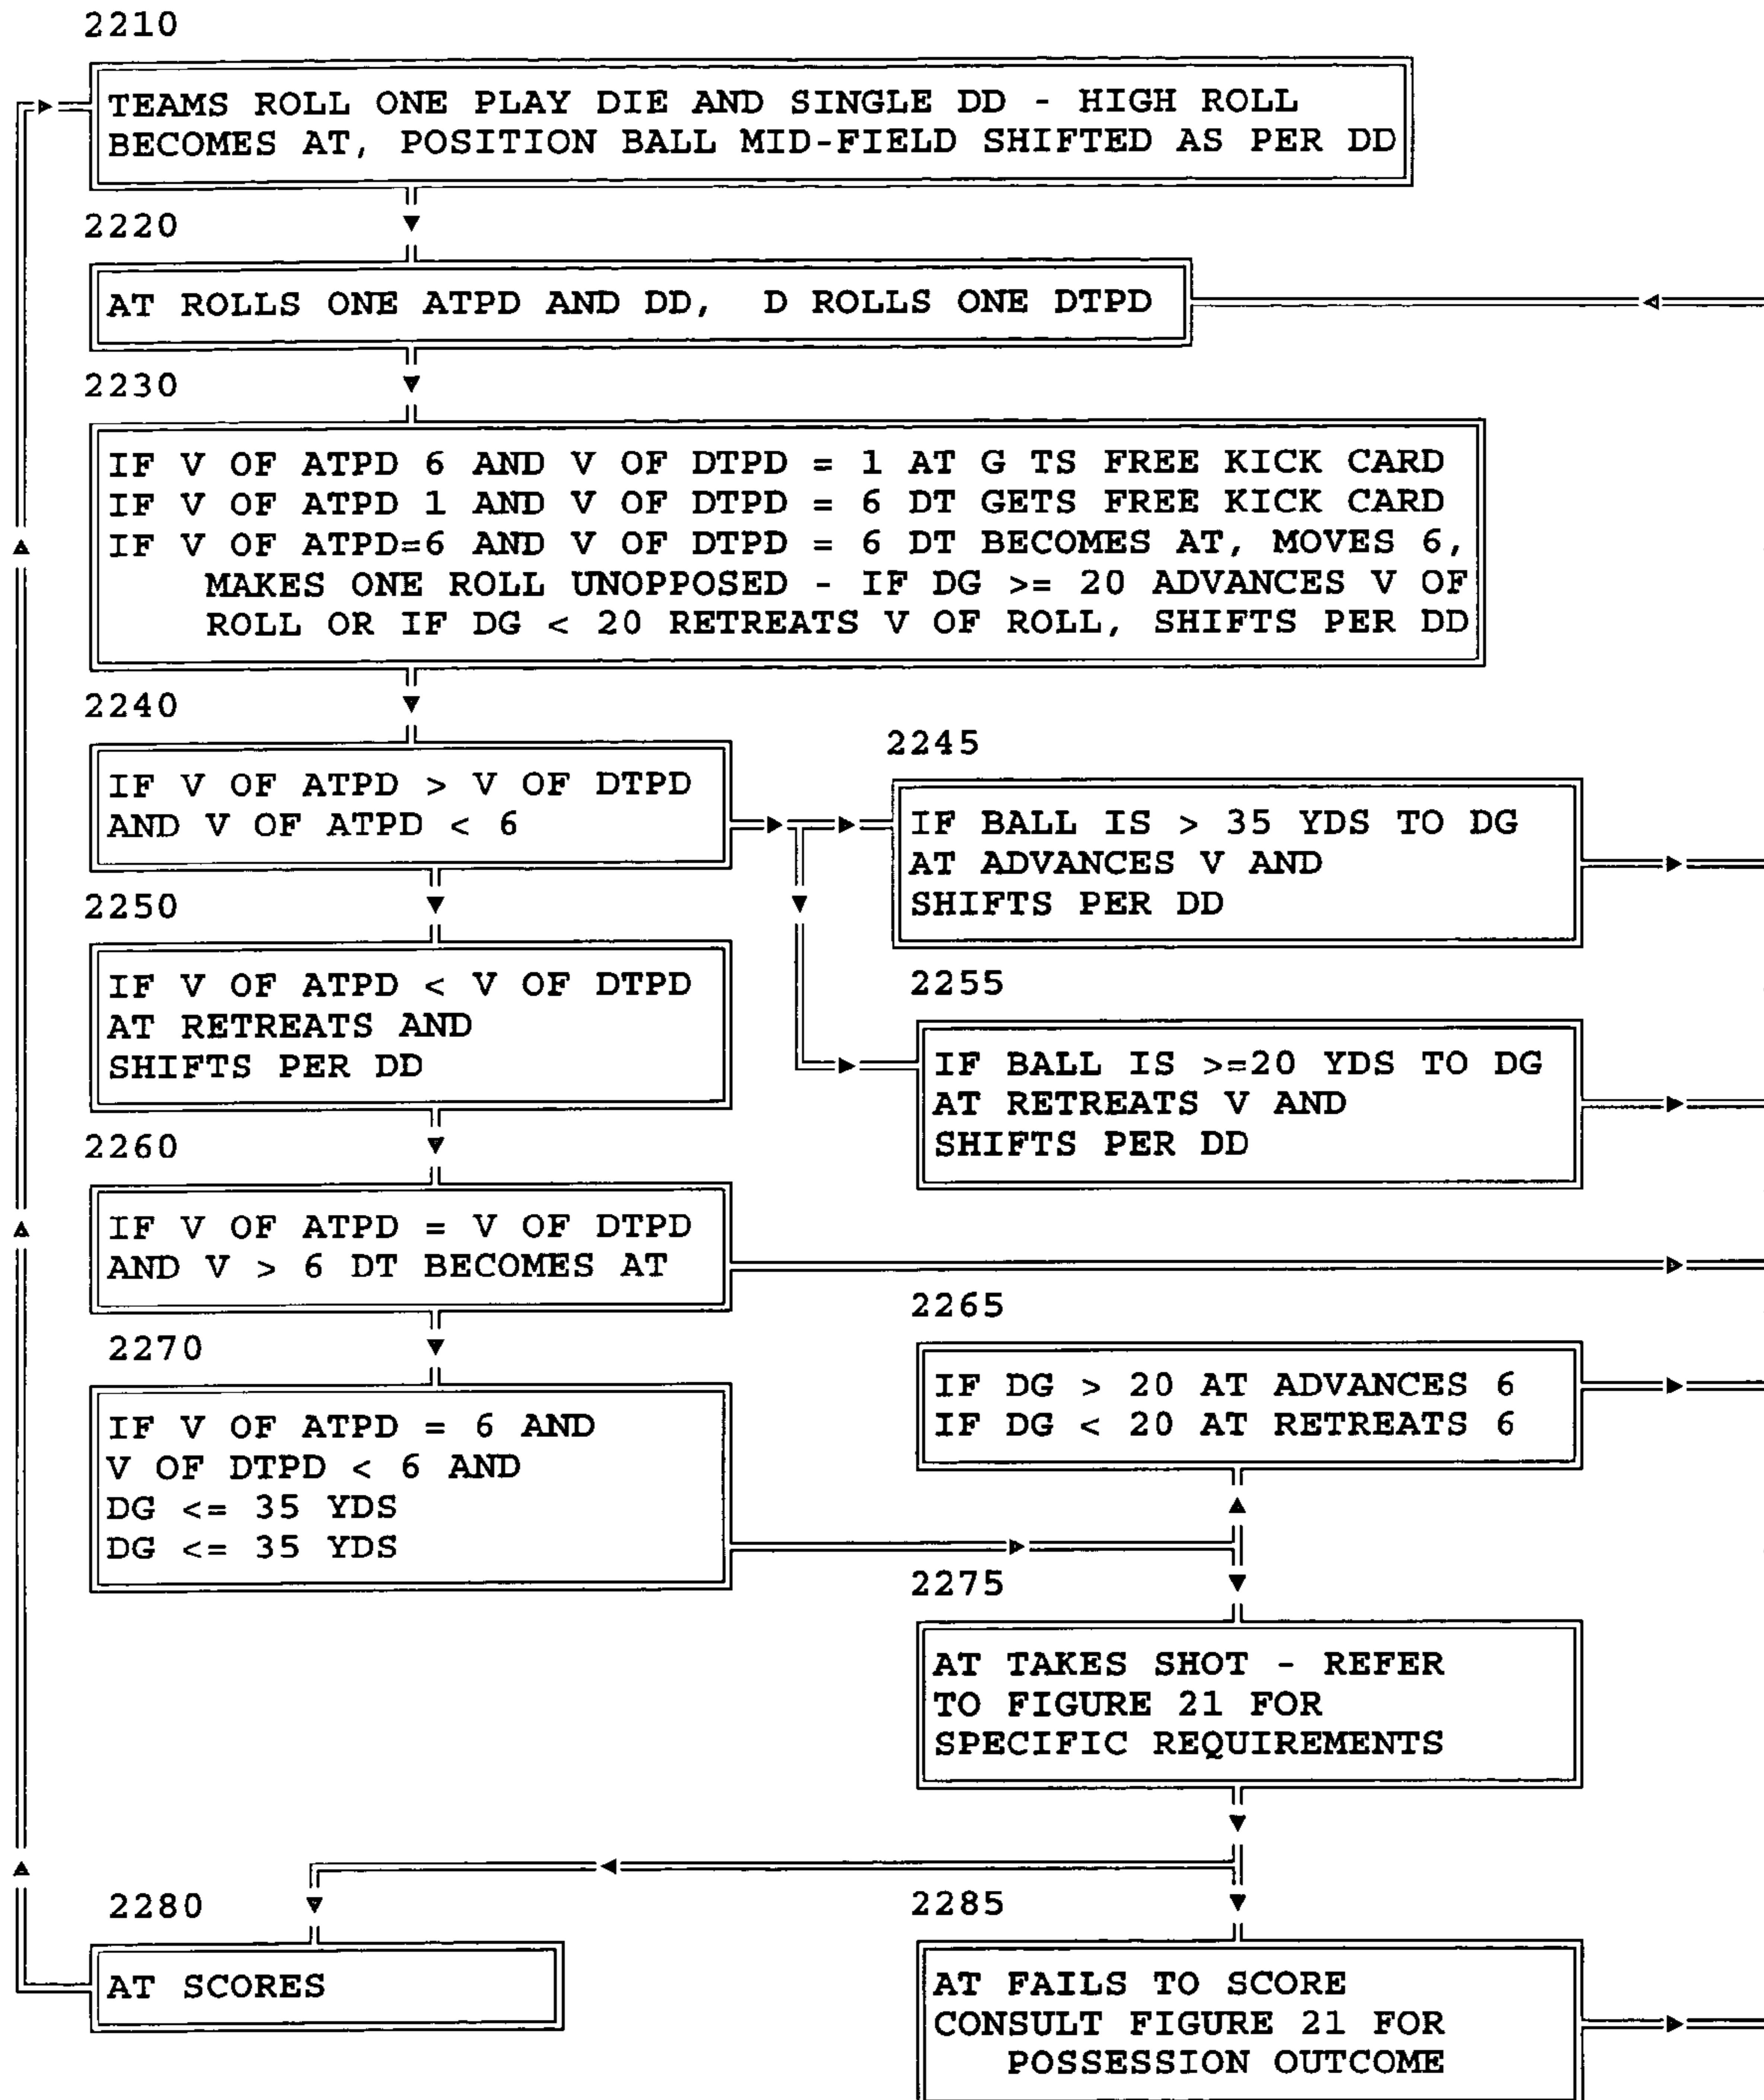 2210
TEAMS ROLL ONE PLAY DIE AND SINGLE DD - HIGH ROLL
BECOMES AT, POSITION BALL MID-FIELD SHIFTED AS PER DD
2220
AT ROLLS ONE ATPD AND DD, D ROLLS ONE DTPD
2230
IF V OF ATPD 6 AND V OF DTPD = 1 AT G TS FREE KICK CARD
IF V OF ATPD 1 AND V OF DTPD = 6 DT GETS FREE KICK CARD
IF V OF ATPD=6 AND V OF DTPD = 6 DT BECOMES AT, MOVES 6,
MAKES ONE ROLL UNOPPOSED - IF DG >= 20 ADVANCES V OF
ROLL OR IF DG < 20 RETREATS V OF ROLL, SHIFTS PER DD
2240
IF V OF ATPD > V OF DTPD
AND V OF ATPD < 6
2245
IF BALL IS > 35 YDS TO DG
AT ADVANCES V AND
SHIFTS PER DD
2250
IF V OF ATPD < V OF DTPD
AT RETREATS AND
SHIFTS PER DD
2255
IF BALL IS >=20 YDS TO DG
AT RETREATS V AND
SHIFTS PER DD
2260
IF V OF ATPD = V OF DTPD
AND V > 6 DT BECOMES AT
2265
IF DG > 20 AT ADVANCES 6
IF DG < 20 AT RETREATS 6
2270
IF V OF ATPD = 6 AND
V OF DTPD < 6 AND
DG <= 35 YDS
DG <= 35 YDS
2275
AT TAKES SHOT - REFER
TO FIGURE 21 FOR
SPECIFIC REQUIREMENTS
2280
AT SCORES
2285
AT FAILS TO SCORE
CONSULT FIGURE 21 FOR
POSSESSION OUTCOME